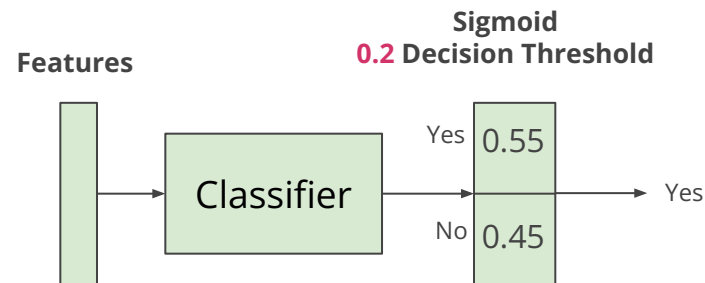 Sigmoid
0.2 Decision Threshold
Features
Yes
0.55
Classifier
Yes
No
0.45